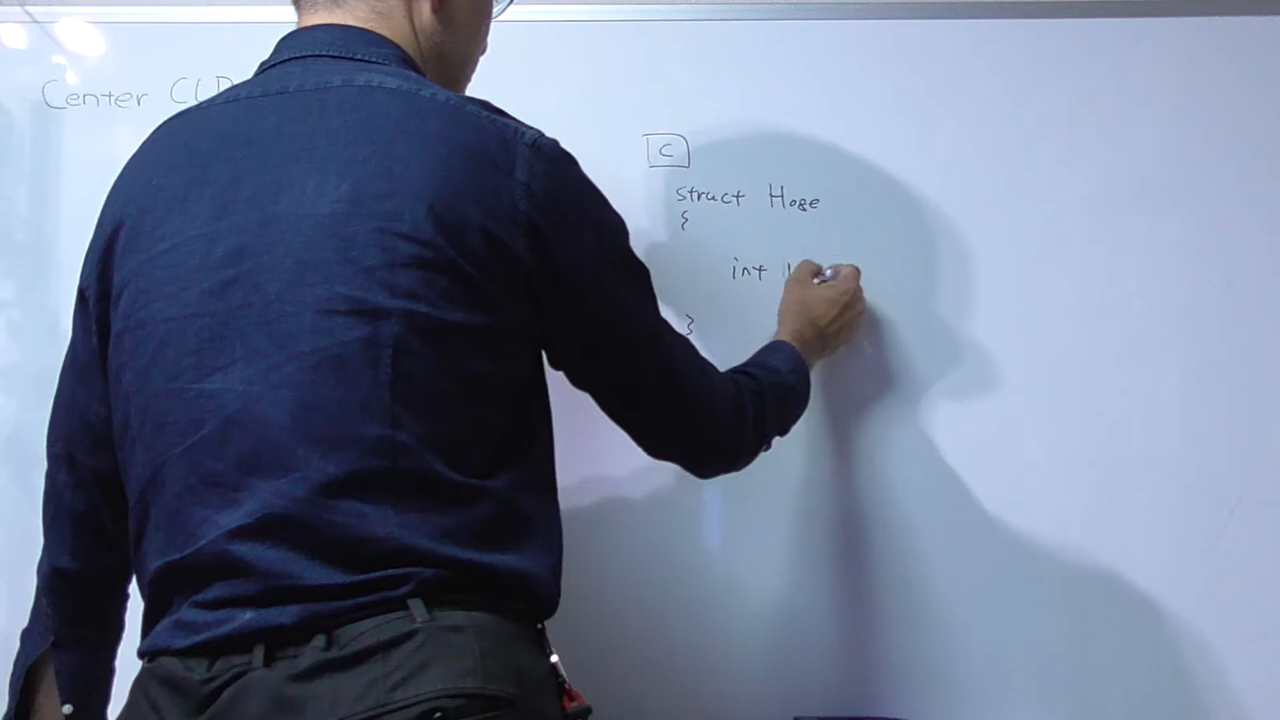 Center
C
struct Hoge
{
int
}